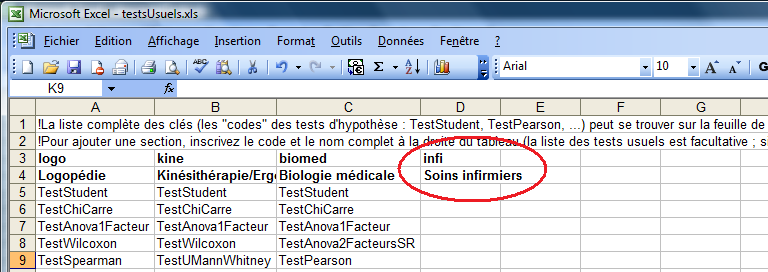 Microsoft Excel - testsUsuels.xls
Fichier Edition Affichage Insertion Format Outils Données Fenêtre ?
Arial 10
K9 fx
A B C D E F G
1 !La liste complète des clés (les "codes" des tests d'hypothèse : TestStudent, TestPearson, ...) peut se trouver sur la feuille de
2 !Pour ajouter une section, inscrivez le code et le nom complet à la droite du tableau (la liste des tests usuels est facultative ; si
3 logo kine biomed infi
4 Logopédie Kinésithérapie/Erg Biologie médicale Soins infirmiers
5 TestStudent TestStudent TestStudent
6 TestChiCarre TestChiCarre TestChiCarre
7 TestAnova1Facteur TestAnova1Facteur TestAnova1Facteur
8 TestWilcoxon TestWilcoxon TestAnova2FacteursSR
9 TestSpearman TestUMannWhitney TestPearson